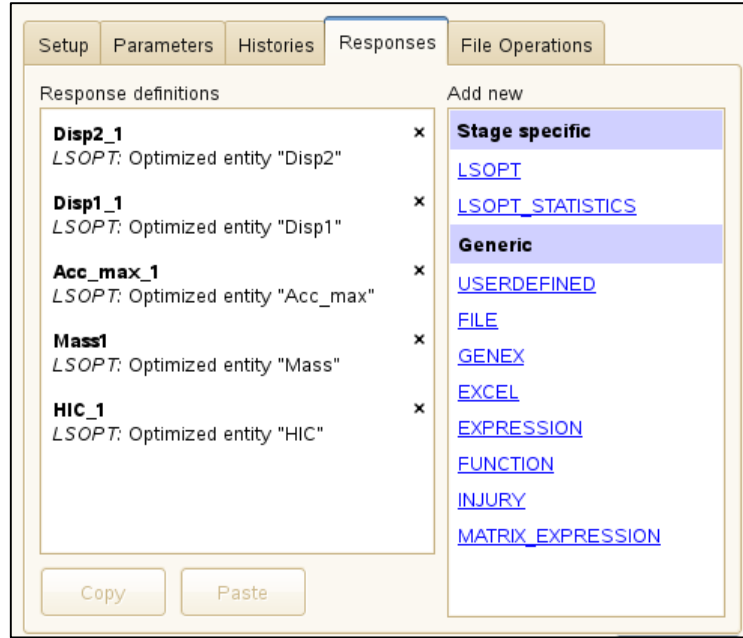 Setup Parameters Histories Responses File Operations
Response definitions
Disp2_1 ×
LSOPT: Optimized entity "Disp2"
Disp1_1 ×
LSOPT: Optimized entity "Disp1"
Acc_max_1 ×
LSOPT: Optimized entity "Acc_max"
Mass1 ×
LSOPT: Optimized entity "Mass"
HIC_1 ×
LSOPT: Optimized entity "HIC"
Copy Paste
Add new
Stage specific
LSOPT
LSOPT_STATISTICS
Generic
USERDEFINED
FILE
GENEX
EXCEL
EXPRESSION
FUNCTION
INJURY
MATRIX_EXPRESSION